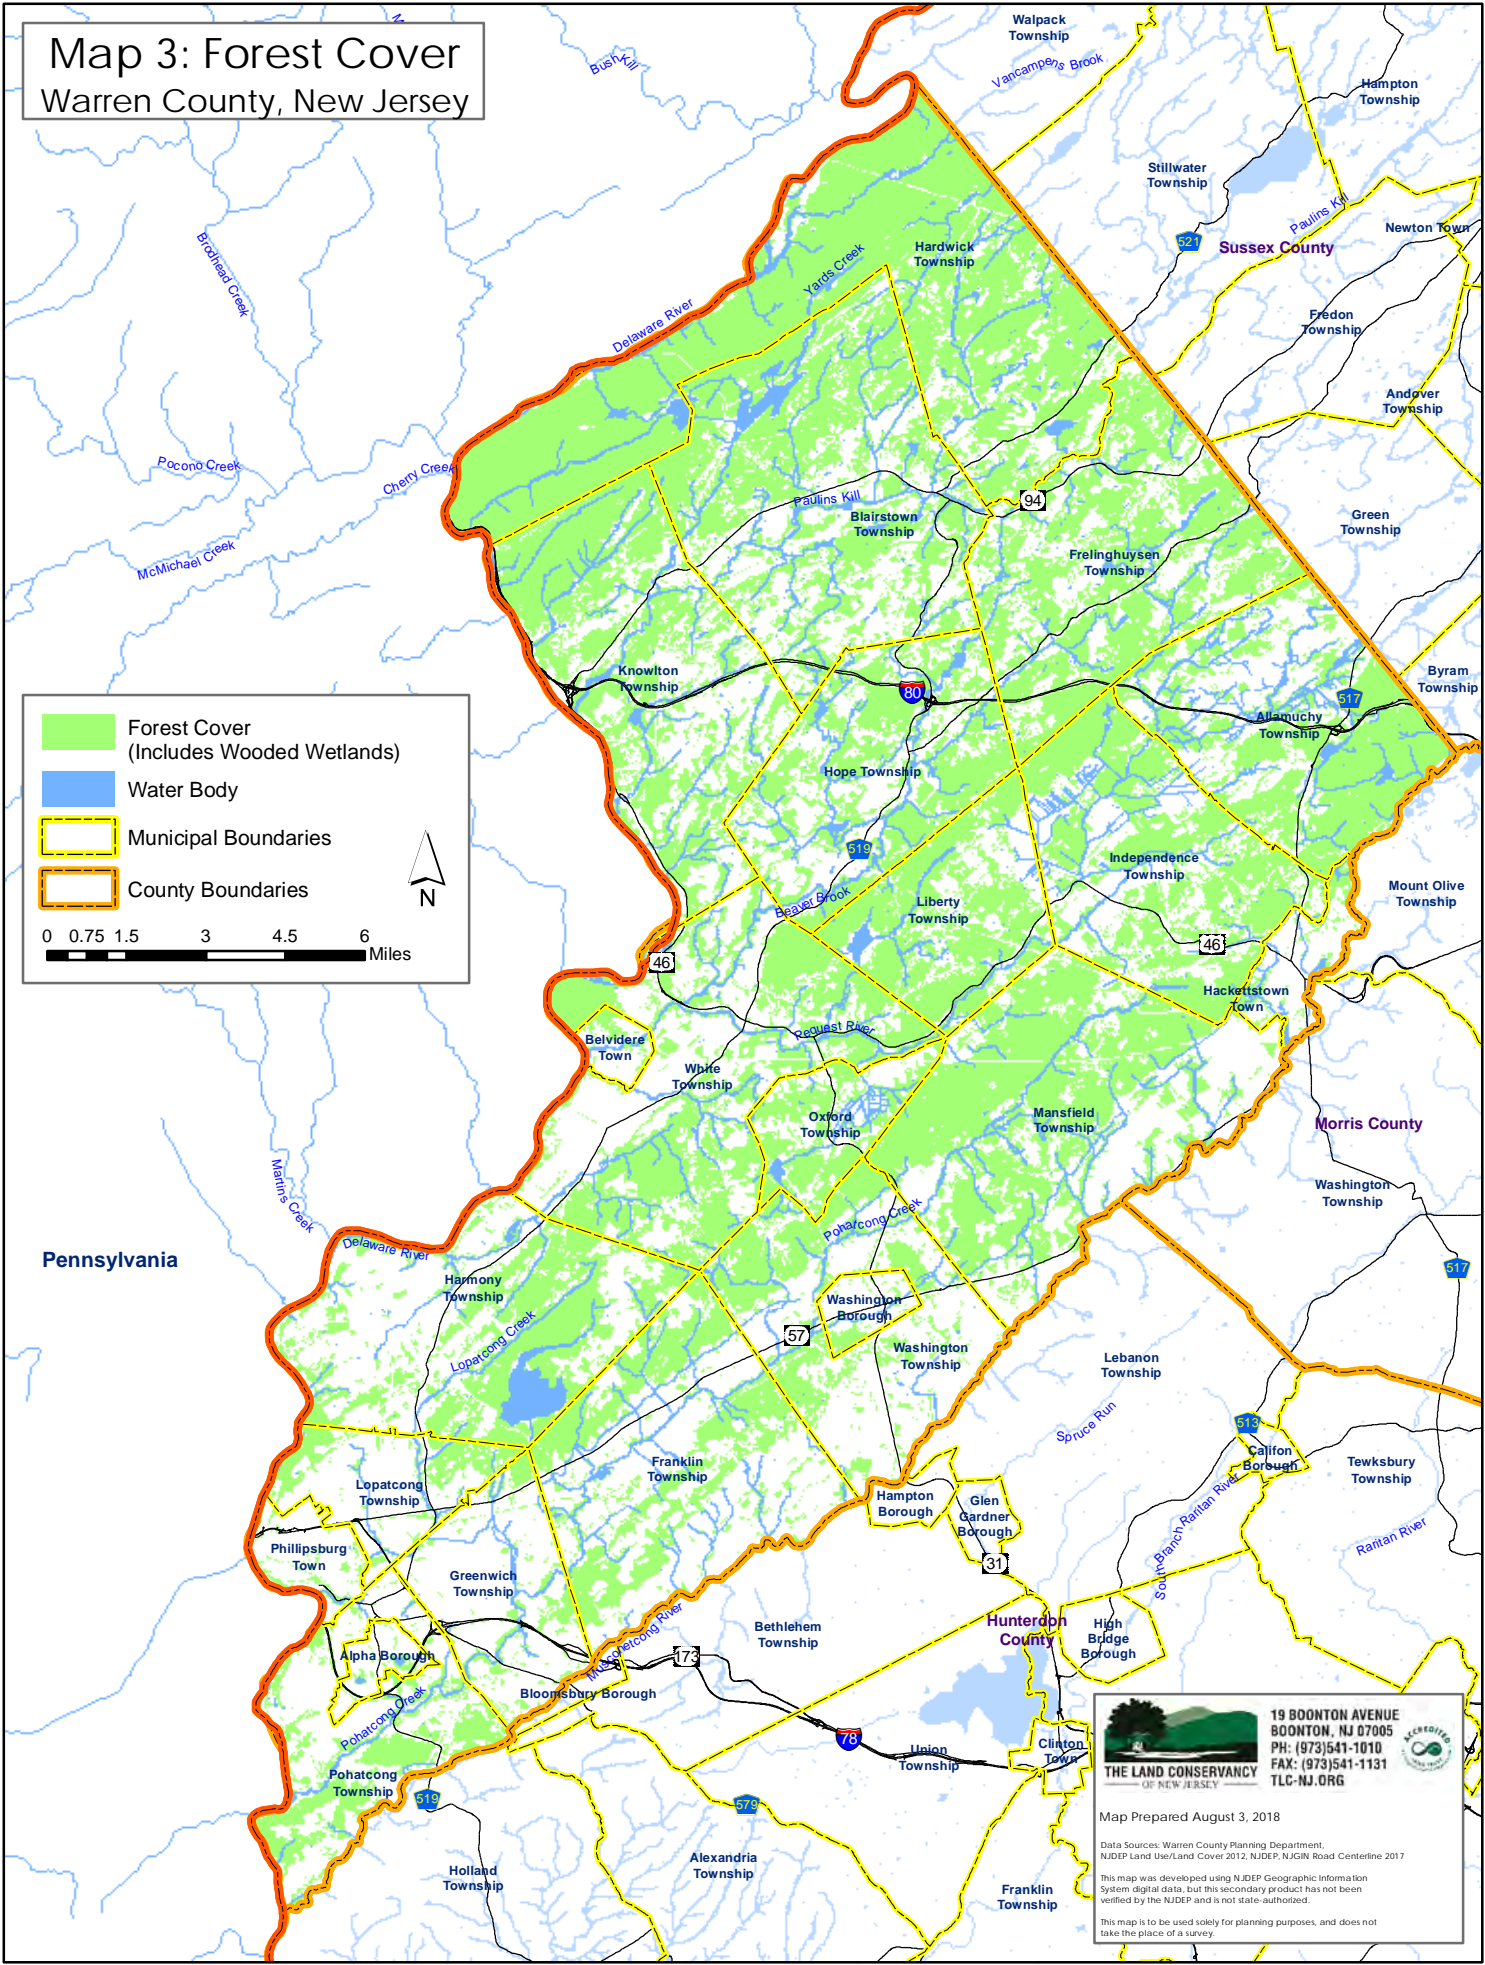 Map 3: Forest Cover
Warren County, New Jersey
Bush Kill
Walpack
Township
Vancampens Brook
Hampton
Township
Stillwater
Township
Paulins Kill
Newton Town
521
Sussex County
Brodhead Creek
Hardwick
Township
Yards Creek
Delaware River
Fredon
Township
Andover
Township
Pocono Creek
Cherry Creek
McMichael Creek
Paulins Kill
94
Blairstown
Township
Green
Township
Frelinghuysen
Township
Knowlton
Township
80
Byram
Township
517
Allamuchy
Township
Forest Cover
(Includes Wooded Wetlands)
Water Body
Municipal Boundaries
County Boundaries
N
0 0.75 1.5 3 4.5 6
Miles
Hope Township
519
Independence
Township
Mount Olive
Township
Beaver Brook
Liberty
Township
46
46
Hackettstown
Town
Request River
Belvidere
Town
White
Township
Oxford
Township
Mansfield
Township
Morris County
Washington
Township
Martins Creek
Pohatcong Creek
Delaware River
Pennsylvania
517
Harmony
Township
Washington
Borough
Lopatcong Creek
57
Washington
Township
Lebanon
Township
Spruce Run
513
Califon
Borough
Tewksbury
Township
Franklin
Township
Lopatcong
Township
Hampton
Borough
Glen
Gardner
Borough
South Branch Raritan River
Raritan River
Phillipsburg
Town
31
Greenwich
Township
Musconetcong River
Bethlehem
Township
Hunterdon
County
High
Bridge
Borough
Alpha Borough
173
Bloomsbury Borough
Pohatcong Creek
78
Union
Township
Clinton
Town
Pohatcong
Township
519
579
Holland
Township
Alexandria
Township
Franklin
Township
THE LAND CONSERVANCY
OF NEW JERSEY
19 BOONTON AVENUE
BOONTON, NJ 07005
PH: (973)541-1010
FAX: (973)541-1131
TLC-NJ.ORG
ACCREDITED
Map Prepared August 3, 2018
Data Sources: Warren County Planning Department,
NJDEP Land Use/Land Cover 2012, NJDEP, NJGIN Road Centerline 2017
This map was developed using NJDEP Geographic Information
System digital data, but this secondary product has not been
verified by the NJDEP and is not state-authorized.
This map is to be used solely for planning purposes, and does not
take the place of a survey.